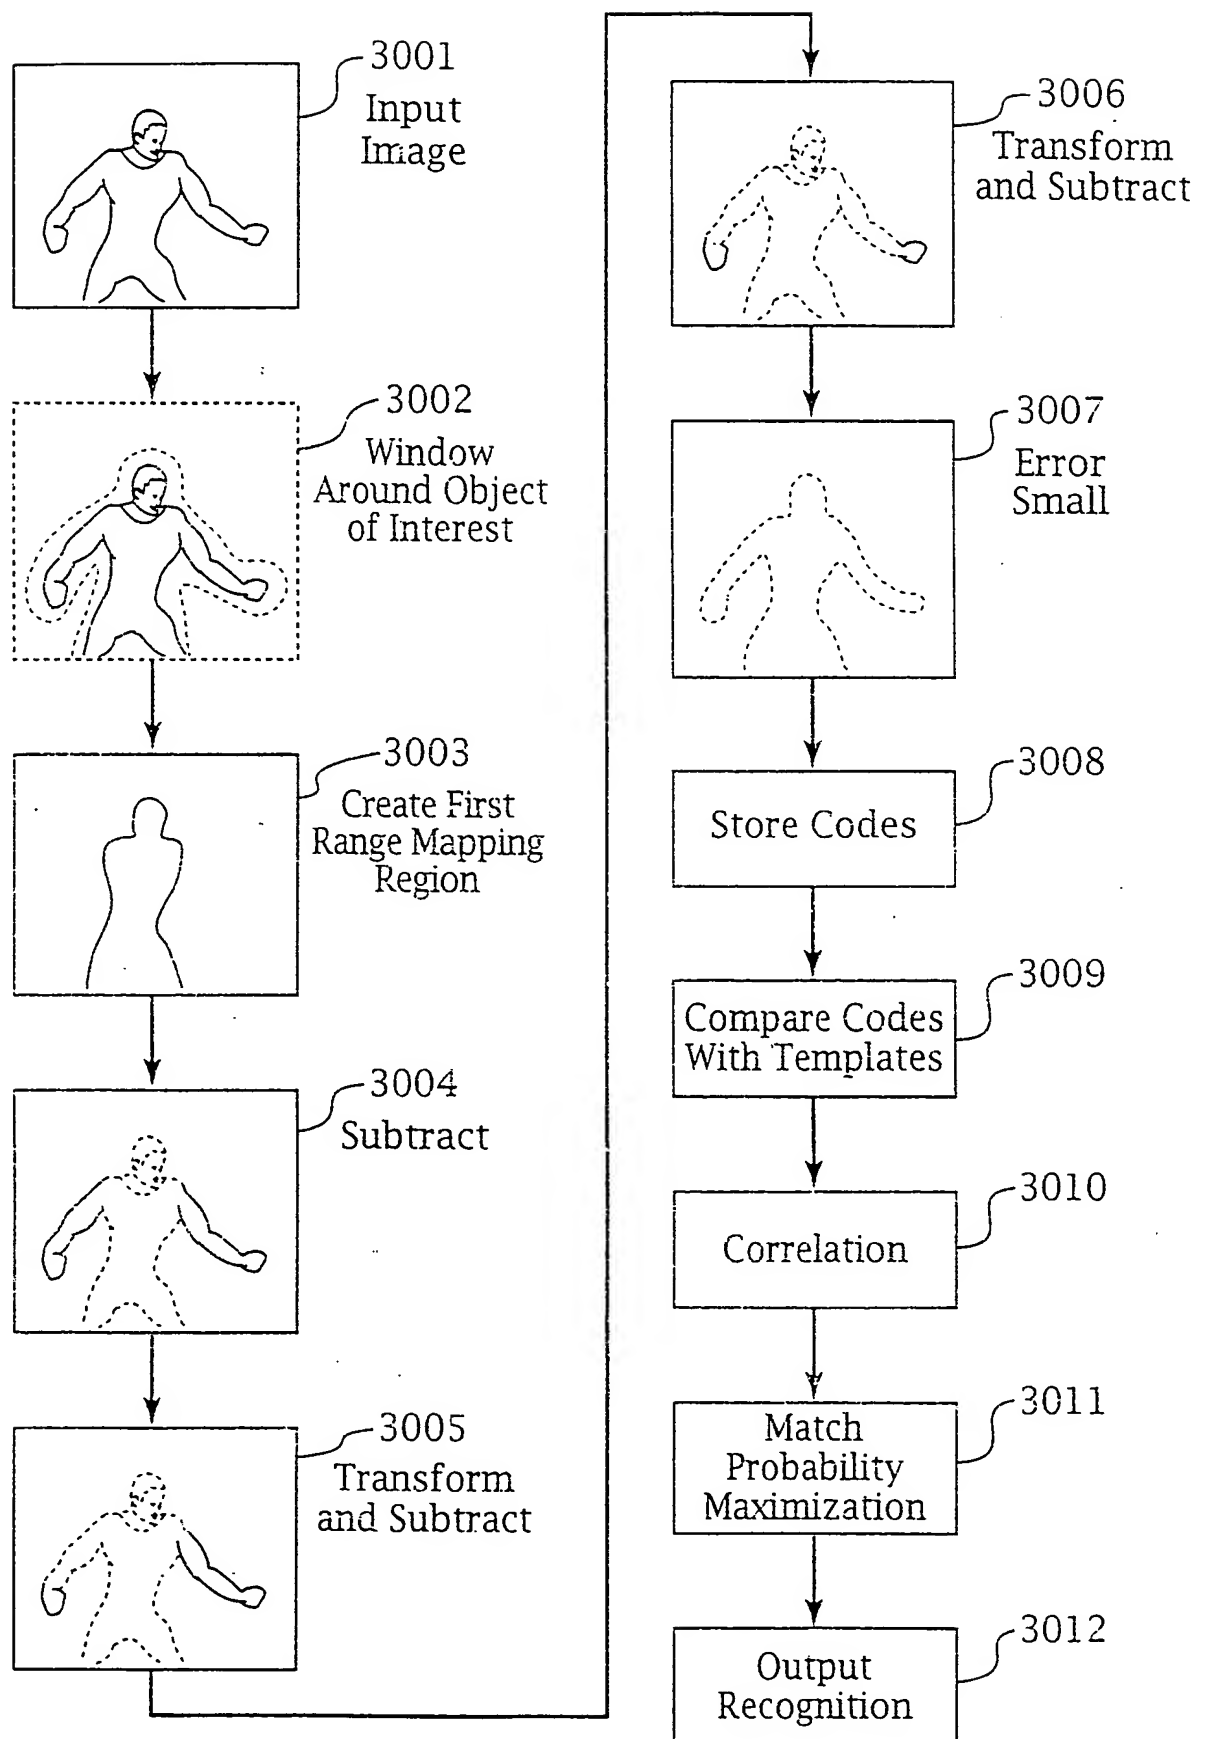 3001
Input
Image
3002
Window
Around Object
of Interest
3003
Create First
Range Mapping
Region
3004
Subtract
3005
Transform
and Subtract
3006
Transform
and Subtract
3007
Error
Small
3008
Store Codes
3009
Compare Codes
With Templates
3010
Correlation
3011
Match
Probability
Maximization
3012
Output
Recognition